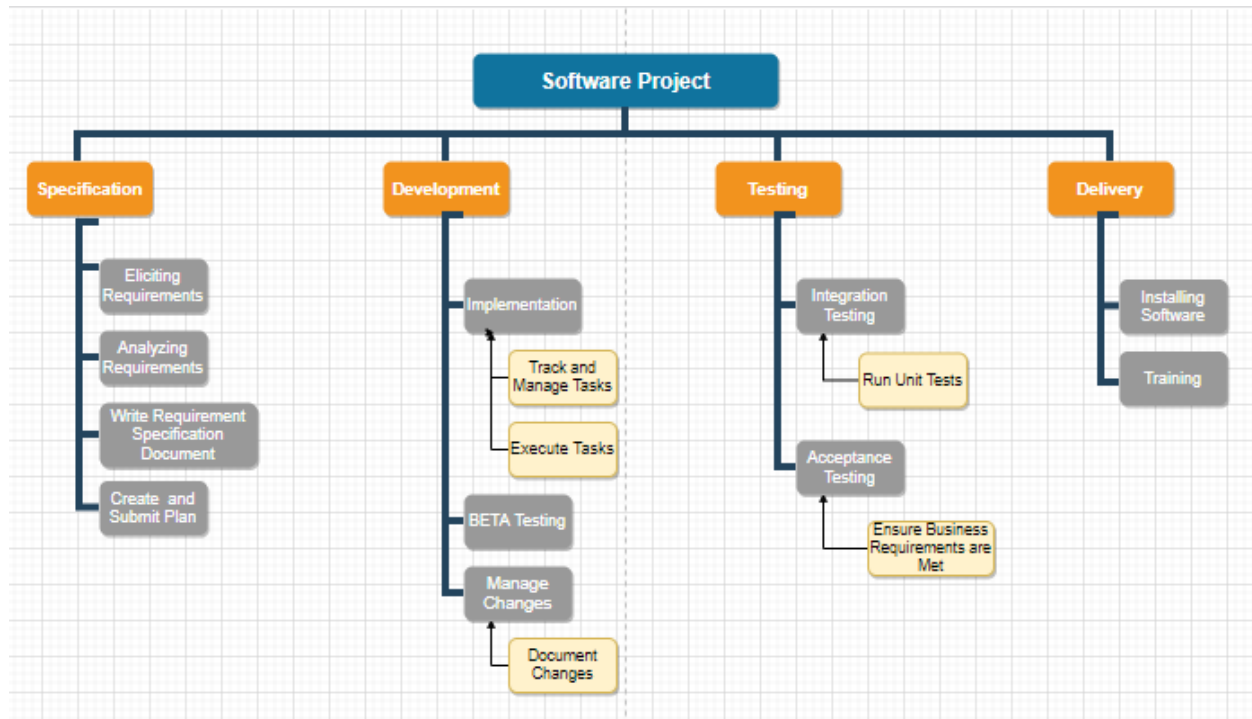 Software Project
Specification
Development
Testing
Delivery
Eliciting
Requirements
Analyzing
Requirements
Write Requirement
Specification
Document
Create and
Submit Plan
Implementation
Track and
Manage Tasks
Execute Tasks
BETA Testing
Manage
Changes
Document
Changes
Integration
Testing
Run Unit Tests
Acceptance
Testing
Ensure Business
Requirements are
Met
Installing
Software
Training